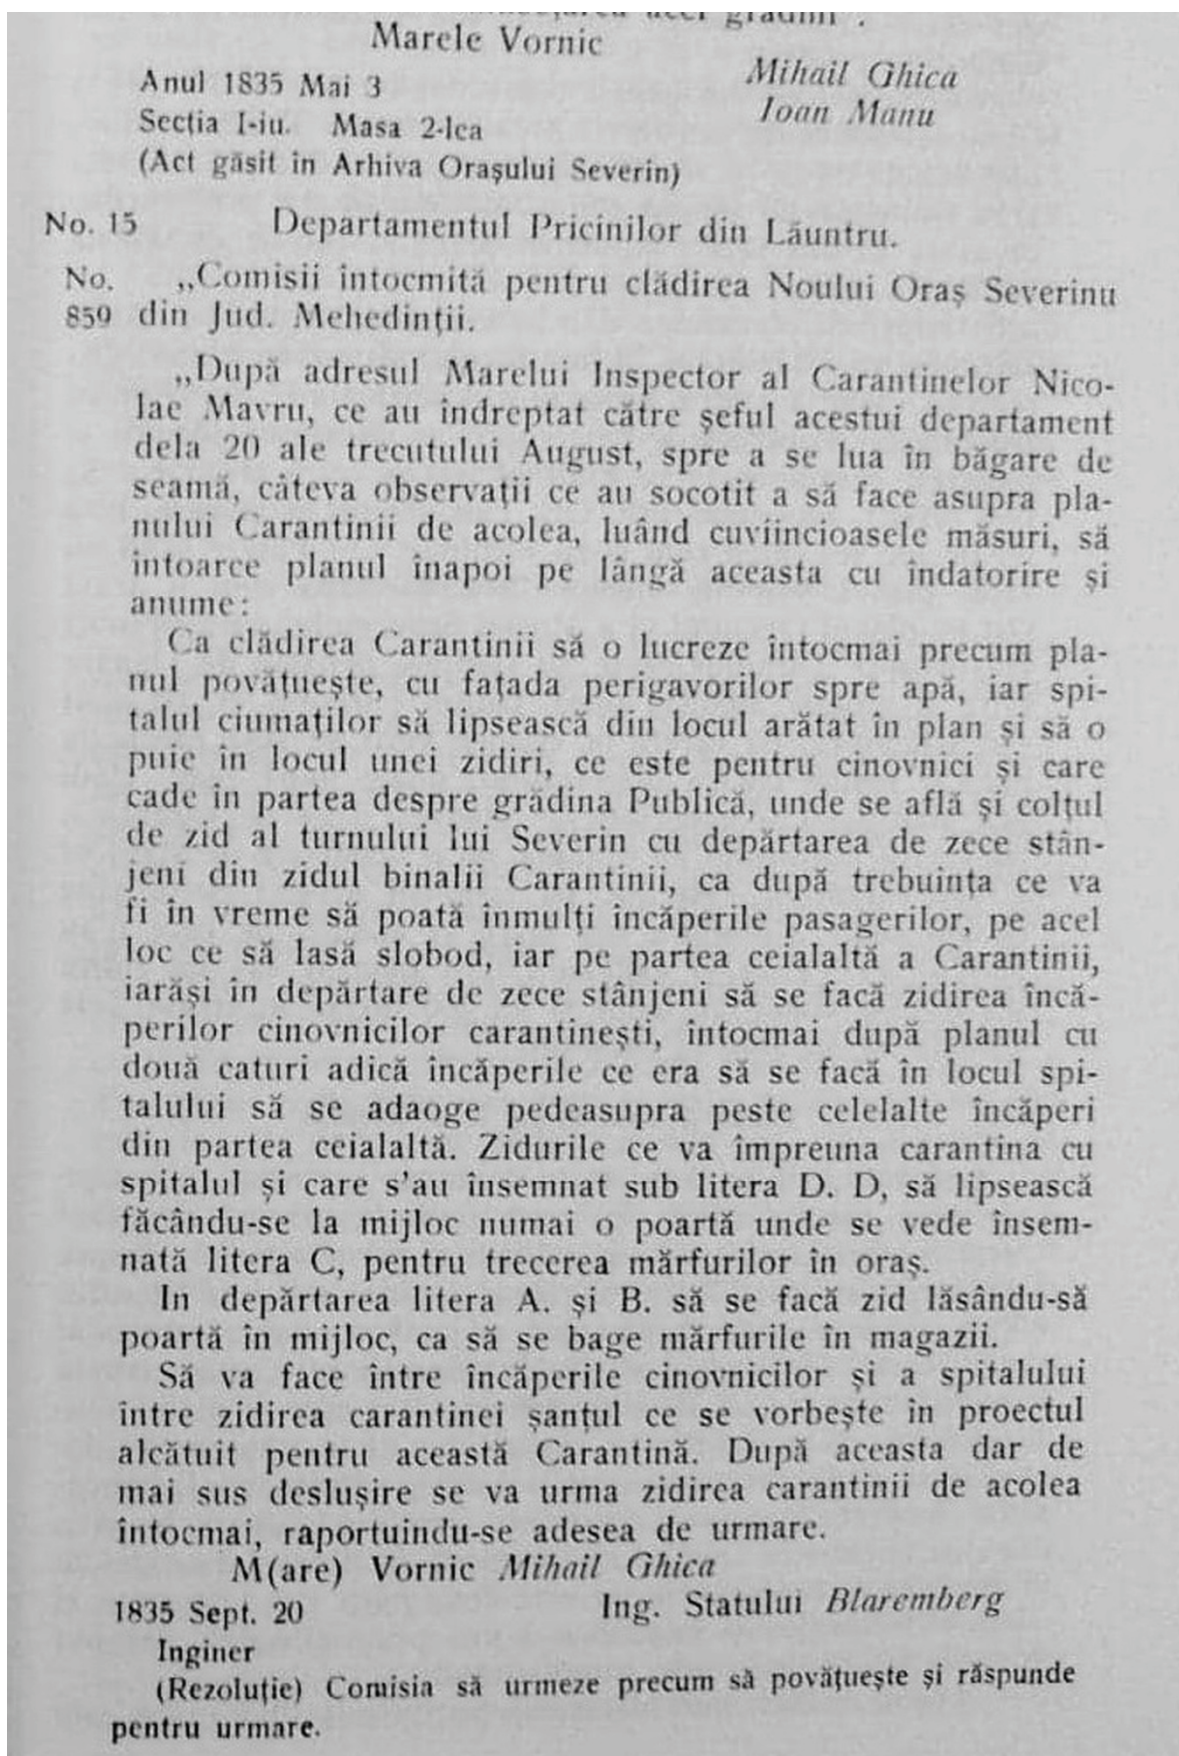 grădinii".
Marele Vornic
Mihail Ghica
Anul 1835 Mai 3
Ioan Manu
Secția I-iu. Masa 2-lea
(Act găsit în Arhiva Orașului Severin)
No. 15 Departamentul Pricinilor din Lăuntru.
No. „Comisii întocmită pentru clădirea Noului Oraș Severinu
859 din Jud. Mehedinții.
„După adresul Marelui Inspector al Carantinelor Nico-
lae Mavru, ce au îndreptat către șeful acestui departament
dela 20 ale trecutului August, spre a se lua în băgare de
seamă, câteva observații ce au socotit a să face asupra pla-
nului Carantinii de acolea, luând cuviincioasele măsuri, să
intoarce planul înapoi pe lângă aceasta cu îndatorire și
anume:
Ca clădirea Carantinii să o lucreze întocmai precum pla-
nul povățuește, cu fațada perigavorilor spre apă, iar spi-
talul ciumaților să lipsească din locul arătat în plan și să o
puie în locul unei zidiri, ce este pentru cinovnici și care
cade în partea despre grădina Publică, unde se află și colțul
de zid al turnului lui Severin cu depărtarea de zece stân-
jeni din zidul binalii Carantinii, ca după trebuința ce va
fi în vreme să poată înmulți încăperile pasagerilor, pe acel
loc ce să lasă slobod, iar pe partea ceialaltă a Carantinii,
iarăși în depărtare de zece stânjeni să se facă zidirea încă-
perilor cinovnicilor carantinești, întocmai după planul cu
două caturi adică încăperile ce era să se facă în locul spi-
talului să se adaoge pedeasupra peste celelalte încăperi
din partea ceialaltă. Zidurile ce va împreuna carantina cu
spitalul și care s'au însemnat sub litera D. D, să lipsească
făcându-se la mijloc numai o poartă unde se vede însem-
nată litera C, pentru trecerea mărfurilor în oraș.
In depărtarea litera A. și B. să se facă zid lăsându-să
poartă în mijloc, ca să se bage mărfurile în magazii.
Să va face între încăperile cinovnicilor și a spitalului
între zidirea carantinei șanțul ce se vorbește în proectul
alcătuit pentru această Carantină. După aceasta dar de
mai sus deslușire se va urma zidirea carantinii de acolea
întocmai, raportuindu-se adesea de urmare.
M(are) Vornic Mihail Ghica
1835 Sept. 20 Ing. Statului Blaremberg
Inginer
(Rezoluție) Comisia să urmeze precum să povățuește și răspunde
pentru urmare.